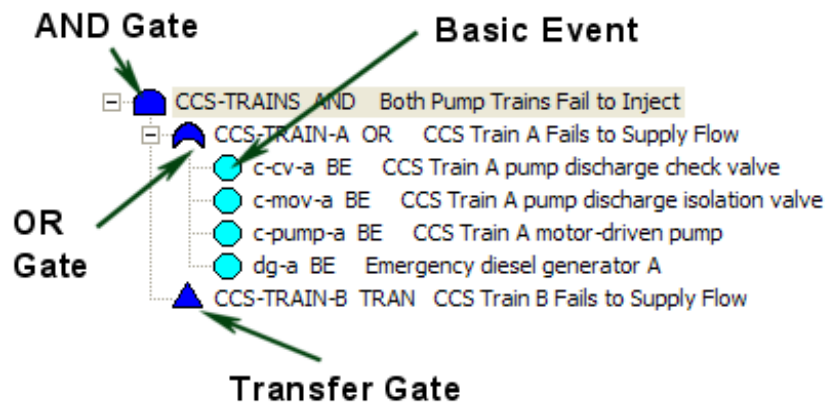 AND Gate
Basic Event
CCS-TRAINS AND Both Pump Trains Fail to Inject
CCS-TRAIN-A OR CCS Train A Fails to Supply Flow
c-cv-a BE CCS Train A pump discharge check valve
c-mov-a BE CCS Train A pump discharge isolation valve
c-pump-a BE CCS Train A motor-driven pump
dg-a BE Emergency diesel generator A
CCS-TRAIN-B TRAN CCS Train B Fails to Supply Flow
OR
Gate
Transfer Gate